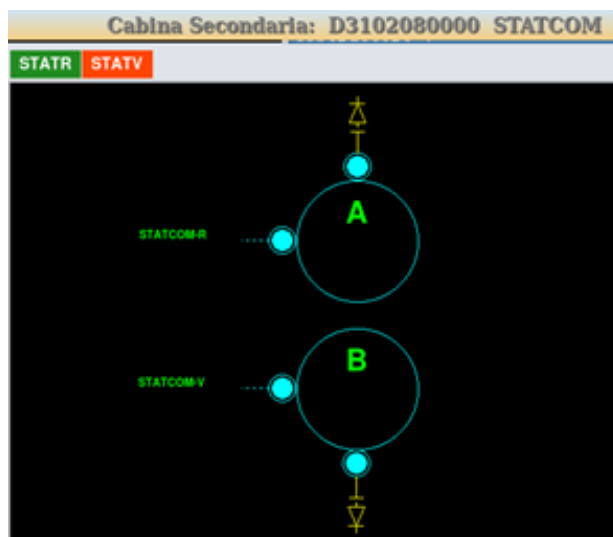 Cabina Secondaria: D3102080000 STATCOM
STATR STATV
A
STATCOM-R
B
STATCOM-V